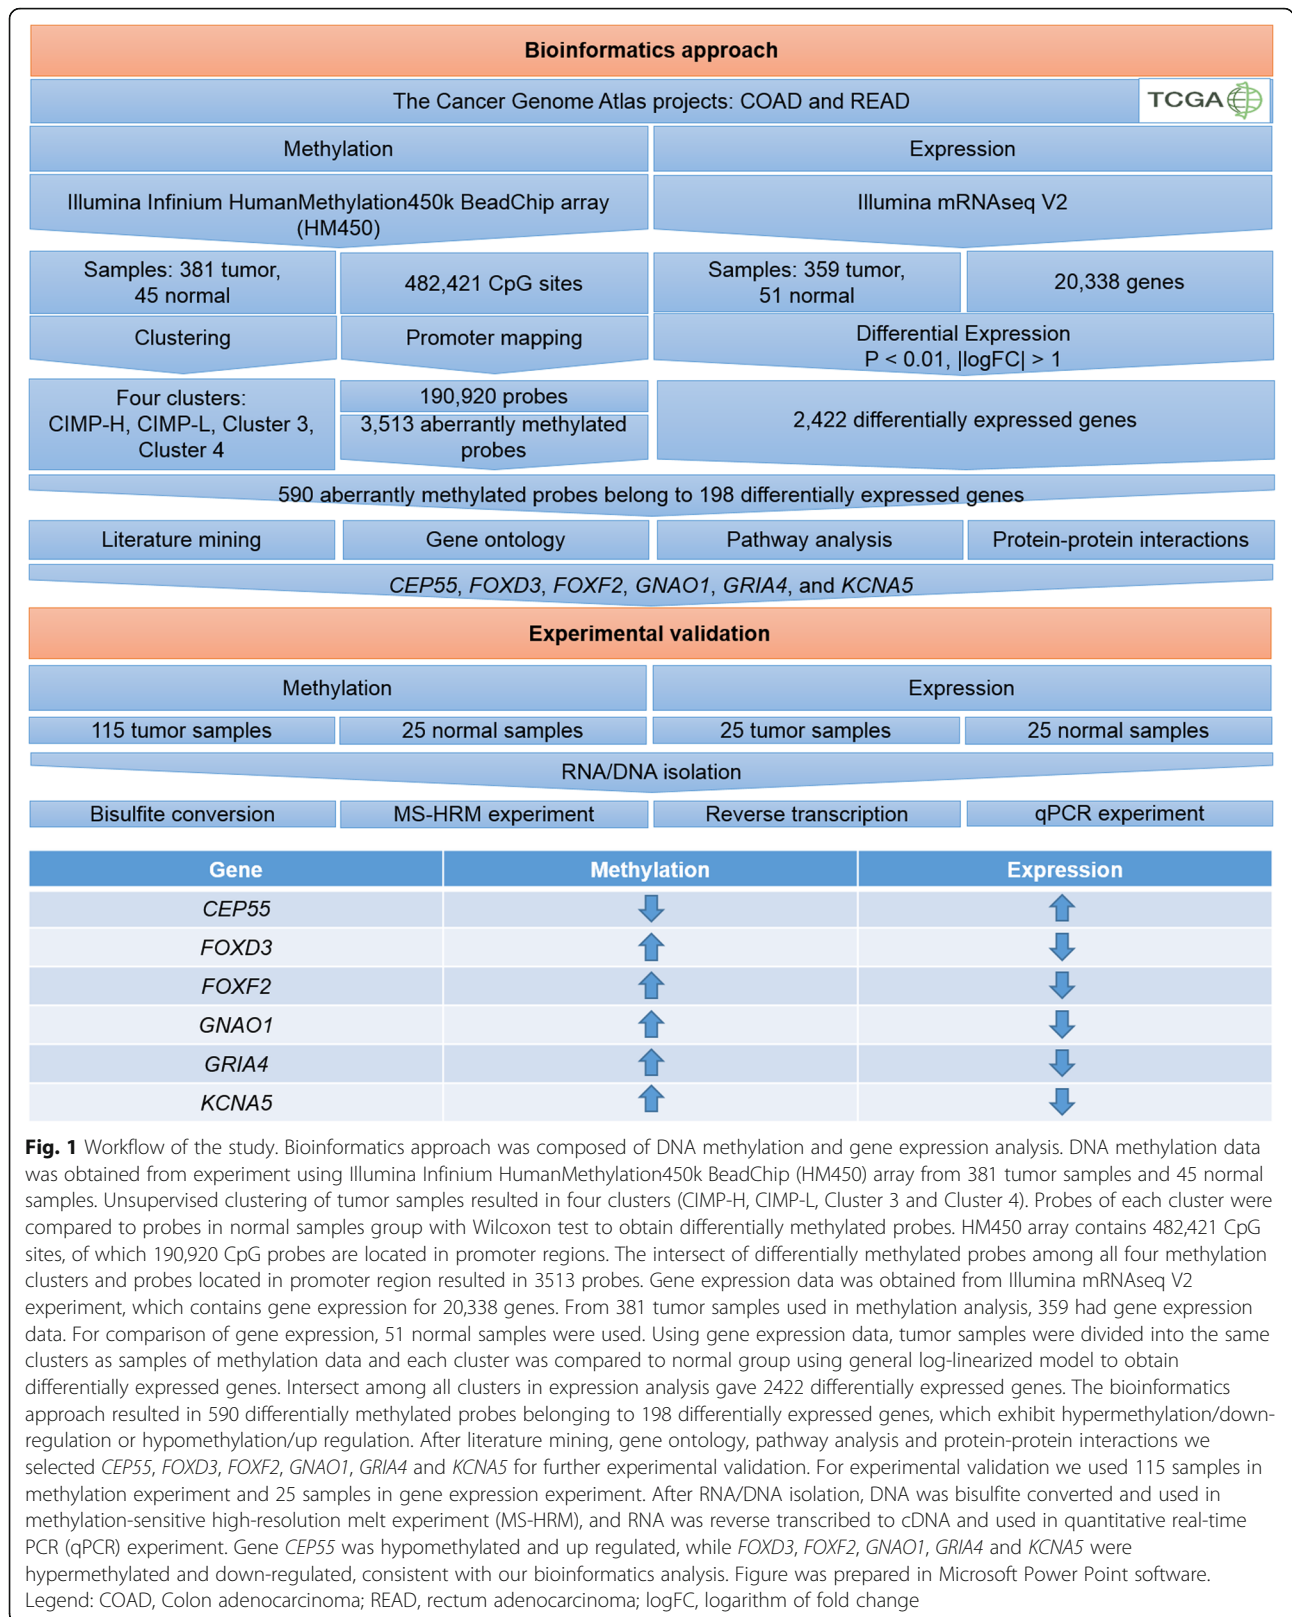 Bioinformatics approach
The Cancer Genome Atlas projects: COAD and READ
TCGA
Methylation
Expression
Illumina Infinium HumanMethylation450k BeadChip array
(HM450)
Illumina mRNAseq V2
Samples: 381 tumor,
45 normal
482,421 CpG sites
Samples: 359 tumor,
51 normal
20,338 genes
Clustering
Promoter mapping
Differential Expression
P < 0.01, |logFC| > 1
Four clusters:
CIMP-H, CIMP-L, Cluster 3,
Cluster 4
190,920 probes
3,513 aberrantly methylated
probes
2,422 differentially expressed genes
590 aberrantly methylated probes belong to 198 differentially expressed genes
Literature mining
Gene ontology
Pathway analysis
Protein-protein interactions
CEP55, FOXD3, FOXF2, GNAO1, GRIA4, and KCNA5
Experimental validation
Methylation
Expression
115 tumor samples
25 normal samples
25 tumor samples
25 normal samples
RNA/DNA isolation
Bisulfite conversion
MS-HRM experiment
Reverse transcription
qPCR experiment
Gene Methylation Expression
CEP55
FOXD3
FOXF2
GNAO1
GRIA4
KCNA5
Fig. 1 Workflow of the study. Bioinformatics approach was composed of DNA methylation and gene expression analysis. DNA methylation data
was obtained from experiment using Illumina Infinium HumanMethylation450k BeadChip (HM450) array from 381 tumor samples and 45 normal
samples. Unsupervised clustering of tumor samples resulted in four clusters (CIMP-H, CIMP-L, Cluster 3 and Cluster 4). Probes of each cluster were
compared to probes in normal samples group with Wilcoxon test to obtain differentially methylated probes. HM450 array contains 482,421 CpG
sites, of which 190,920 CpG probes are located in promoter regions. The intersect of differentially methylated probes among all four methylation
clusters and probes located in promoter region resulted in 3513 probes. Gene expression data was obtained from Illumina mRNAseq V2
experiment, which contains gene expression for 20,338 genes. From 381 tumor samples used in methylation analysis, 359 had gene expression
data. For comparison of gene expression, 51 normal samples were used. Using gene expression data, tumor samples were divided into the same
clusters as samples of methylation data and each cluster was compared to normal group using general log-linearized model to obtain
differentially expressed genes. Intersect among all clusters in expression analysis gave 2422 differentially expressed genes. The bioinformatics
approach resulted in 590 differentially methylated probes belonging to 198 differentially expressed genes, which exhibit hypermethylation/down-
regulation or hypomethylation/up regulation. After literature mining, gene ontology, pathway analysis and protein-protein interactions we
selected CEP55, FOXD3, FOXF2, GNAO1, GRIA4 and KCNA5 for further experimental validation. For experimental validation we used 115 samples in
methylation experiment and 25 samples in gene expression experiment. After RNA/DNA isolation, DNA was bisulfite converted and used in
methylation-sensitive high-resolution melt experiment (MS-HRM), and RNA was reverse transcribed to cDNA and used in quantitative real-time
PCR (qPCR) experiment. Gene CEP55 was hypomethylated and up regulated, while FOXD3, FOXF2, GNAO1, GRIA4 and KCNA5 were
hypermethylated and down-regulated, consistent with our bioinformatics analysis. Figure was prepared in Microsoft Power Point software.
Legend: COAD, Colon adenocarcinoma; READ, rectum adenocarcinoma; logFC, logarithm of fold change